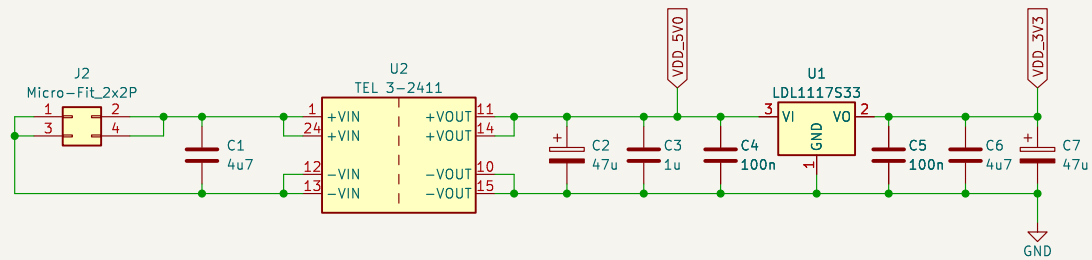 VDD_5V0
VDD_3V3
J2
Micro-Fit_2x2P
1
2
3
4
C1
4u7
U2
TEL 3-2411
1
+VIN
24
+VIN
12
-VIN
13
-VIN
+VOUT
11
+VOUT
14
-VOUT
10
-VOUT
15
+
C2
47u
C3
1u
C4
100n
U1
LDL1117S33
3
VI
VO
2
GND
1
C5
100n
C6
4u7
+
C7
47u
GND